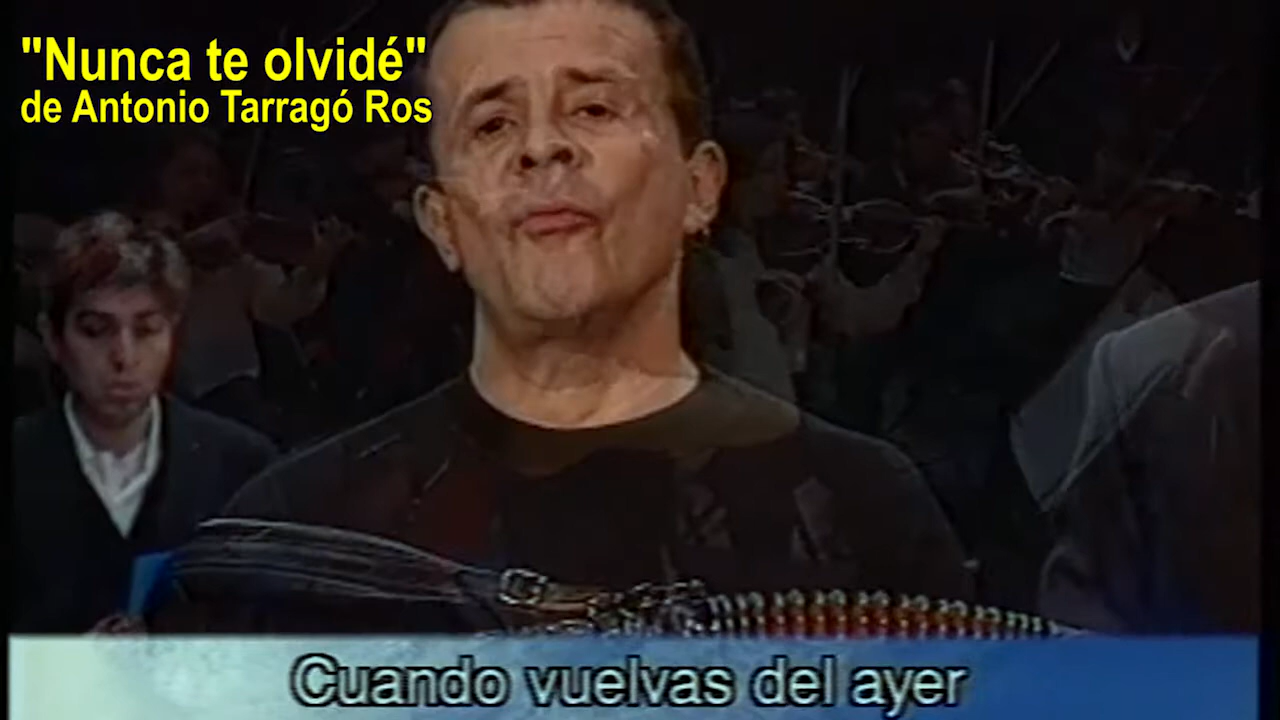 "Nunca te olvidé"
de Antonio Tarragó Ros
Cuando vuelvas del ayer